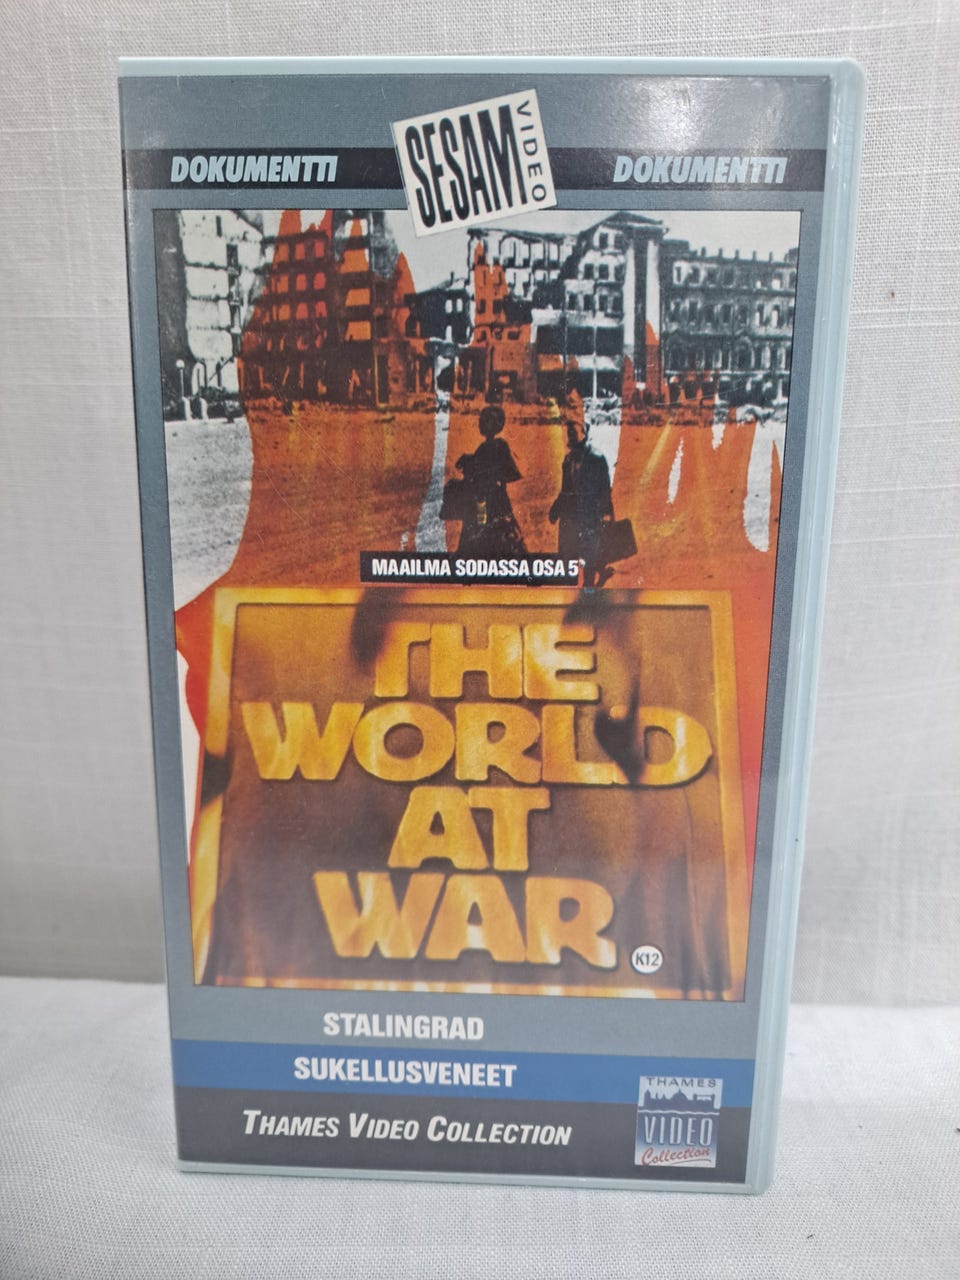 SESAM VIDEO
DOKUMENTTI
DOKUMENTTI
MAAILMA SODASSA OSA 5
THE
WORLD
AT
WAR
K12
STALINGRAD
SUKELLUSVENEET
THAMES VIDEO COLLECTION
THAMES
VIDEO
Collection